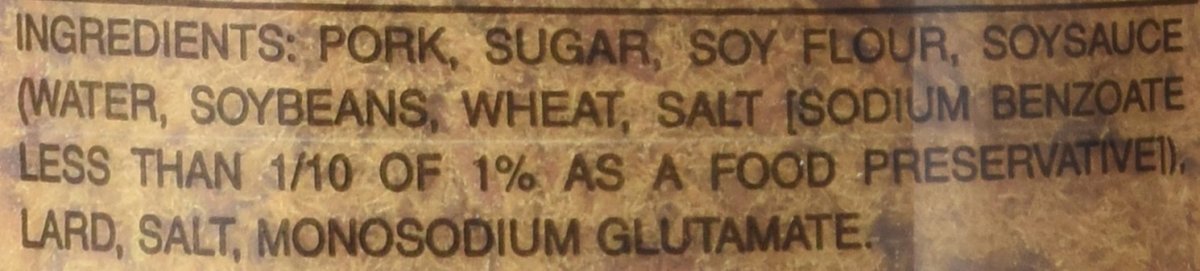 INGREDIENTS: PORK, SUGAR, SOY FLOUR, SOYSAUCE
(WATER, SOYBEANS, WHEAT, SALT [SODIUM BENZOATE
LESS THAN 1/10 OF 1% AS A FOOD PRESERVATIVE]),
LARD, SALT, MONOSODIUM GLUTAMATE.